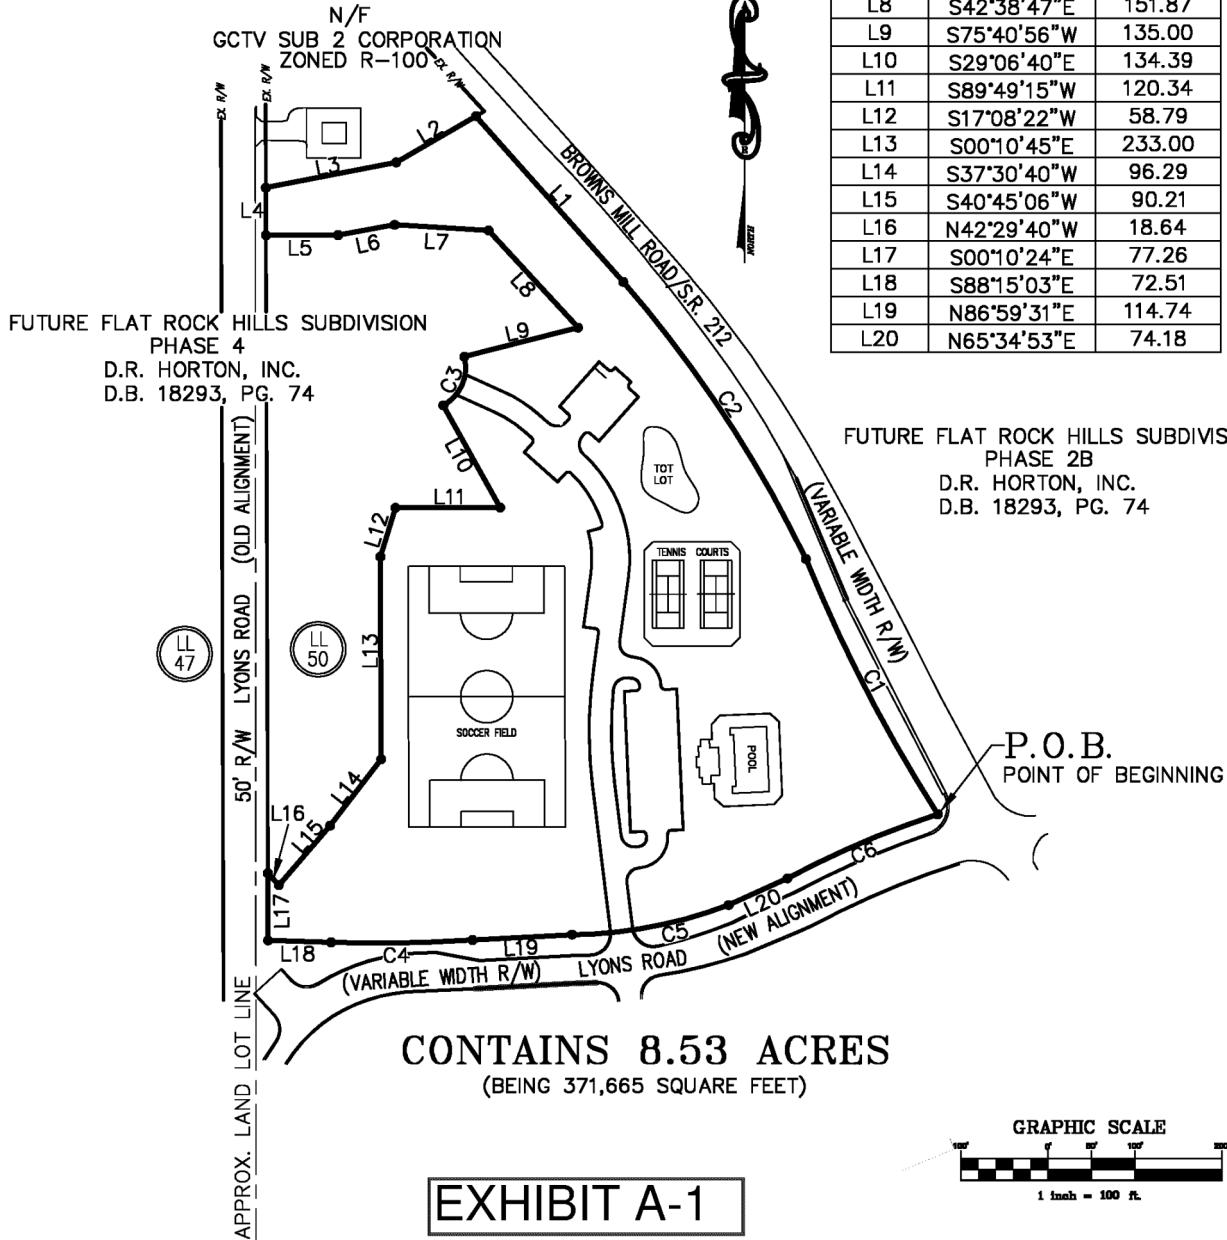 N/F
GCTV SUB 2 CORPORATION
ZONED R-100
EX. R/W
EX. R/W
EX. R/W
L8 S42°38'47"E 151.87
L9 S75°40'56"W 135.00
L10 S29°06'40"E 134.39
L11 S89°49'15"W 120.34
L12 S17°08'22"W 58.79
L13 S00°10'45"E 233.00
L14 S37°30'40"W 96.29
L15 S40°45'06"W 90.21
L16 N42°29'40"W 18.64
L17 S00°10'24"E 77.26
L18 S88°15'03"E 72.51
L19 N86°59'31"E 114.74
L20 N65°34'53"E 74.18
L2
L3
L1
L4
L5
L6
L7
L8
L9
BROWNS MILL ROAD/S.R. 212
FUTURE FLAT ROCK HILLS SUBDIVISION
PHASE 4
D.R. HORTON, INC.
D.B. 18293, PG. 74
C3
C2
L10
L11
L12
TOT
LOT
FUTURE FLAT ROCK HILLS SUBDIVIS
PHASE 2B
D.R. HORTON, INC.
D.B. 18293, PG. 74
(VARIABLE WIDTH R/W)
TENNIS COURTS
50' R/W LYONS ROAD (OLD ALIGNMENT)
LL
47
LL
50
L13
C1
SOCCER FIELD
POOL
P.O.B.
POINT OF BEGINNING
L14
L16
L15
L17
C6
L20
L18
C4
L19
C5
(VARIABLE WIDTH R/W) LYONS ROAD (NEW ALIGNMENT)
CONTAINS 8.53 ACRES
(BEING 371,665 SQUARE FEET)
APPROX. LAND LOT LINE
GRAPHIC SCALE
100' 0' 50' 100' 200
1 inch = 100 ft.
EXHIBIT A-1